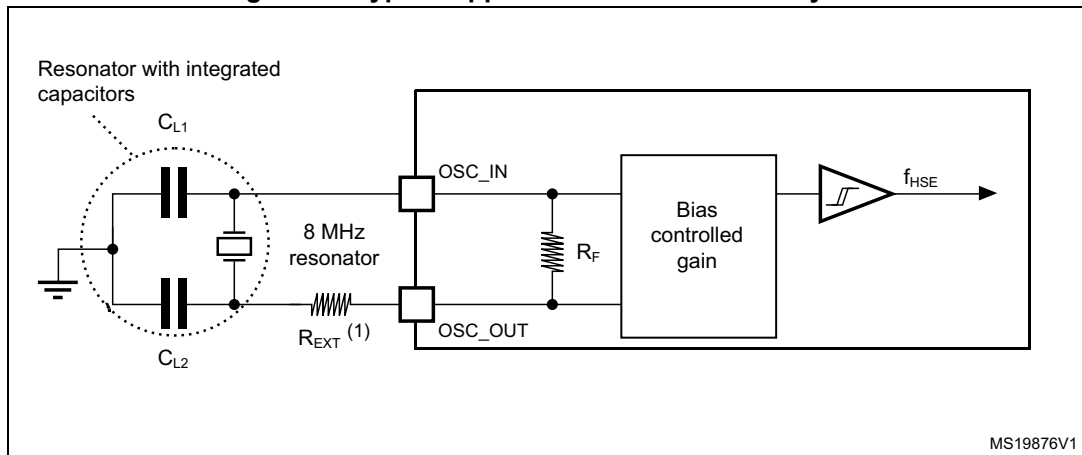 Resonator with integrated
capacitors
CL1
OSC_IN
fHSE
8 MHz
resonator
RF
Bias
controlled
gain
REXT (1)
OSC_OUT
CL2
MS19876V1